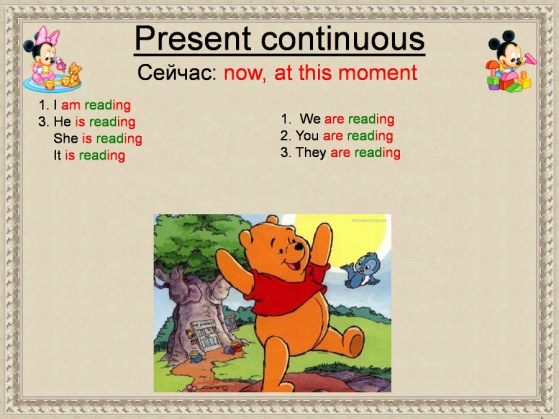 Present continuous
Сейчас: now, at this moment
1. I am reading
3. He is reading
She is reading
It is reading
1. We are reading
2. You are reading
3. They are reading